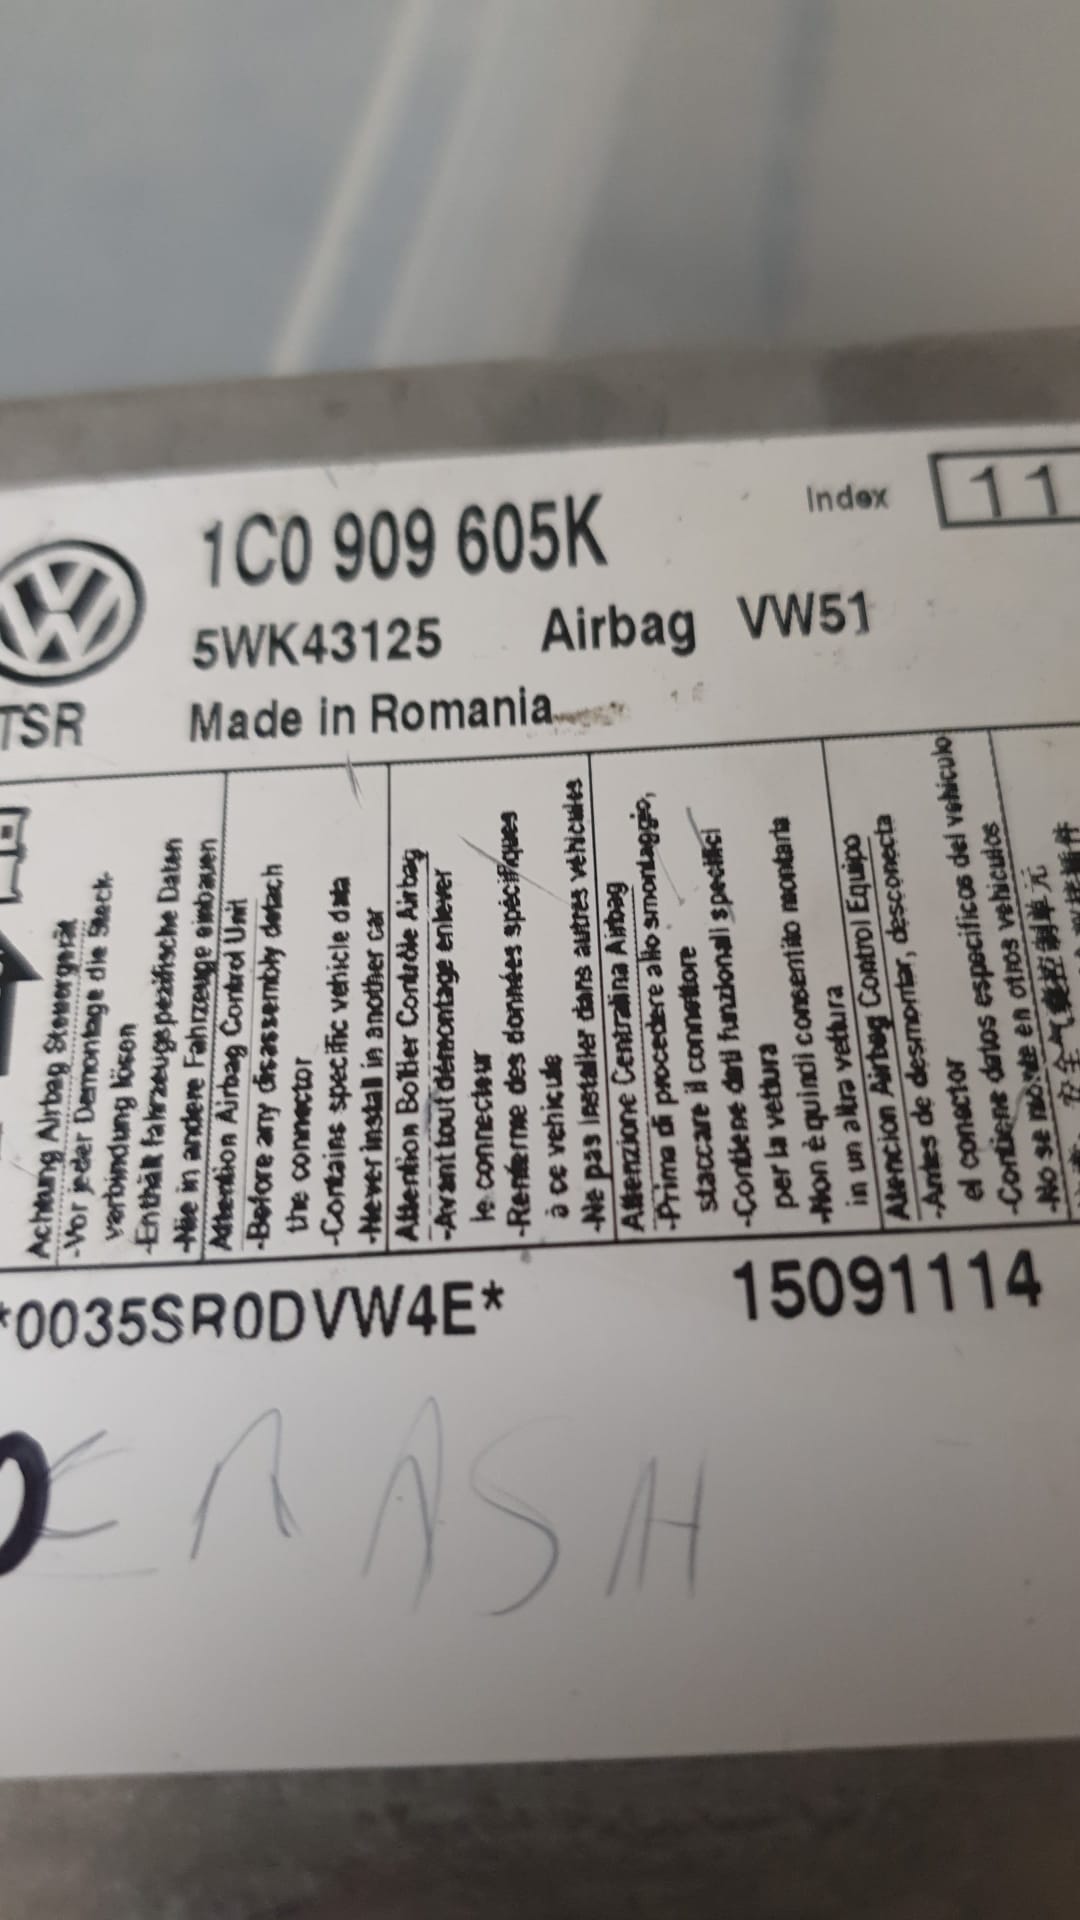 1C0 909 605K
Index 11
5WK43125 Airbag VW51
TSR Made in Romania
Achtung Airbag Steuergerät
-Vor jeder Demontage die Steck-
verbindung lösen
-Enthält fahrzeugspezifische Daten
-Nie in andere Fahrzeuge einbauen
Attention Airbag Control Unit
-Before any disassembly detach
the connector
-Contains specific vehicle data
-Never install in another car
Attention Boîtier Contrôle Airbag
-Avant tout démontage enlever
le connecteur
-Renferme des données spécifiques
à ce vehicule
-Ne pas installer dans autres véhicules
Attenzione Centralina Airbag
-Prima di procedere allo smontaggio,
staccare il connettore
-Contiene dati funzionali specifici
per la vettura
-Non è quindi consentito montarla
in un altra vettura
Atencion Airbag Control Equipo
-Antes de desmontar, desconecta
el conector
-Contiene datos especificos del vehiculo
-No se monte en otros vehiculos
*0035SR0DVW4E* 15091114
CRASH